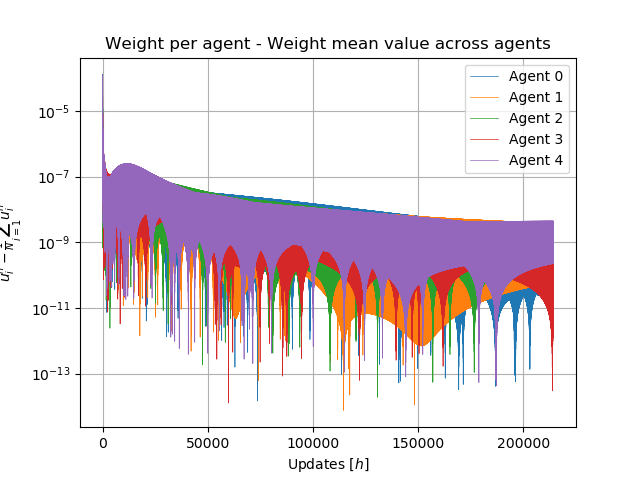 Weight per agent - Weight mean value across agents
Agent 0
Agent 1
Agent 2
Agent 3
Agent 4
10⁻⁵
10⁻⁷
10⁻⁹
10⁻¹¹
10⁻¹³
0
50000
100000
150000
200000
Updates [h]